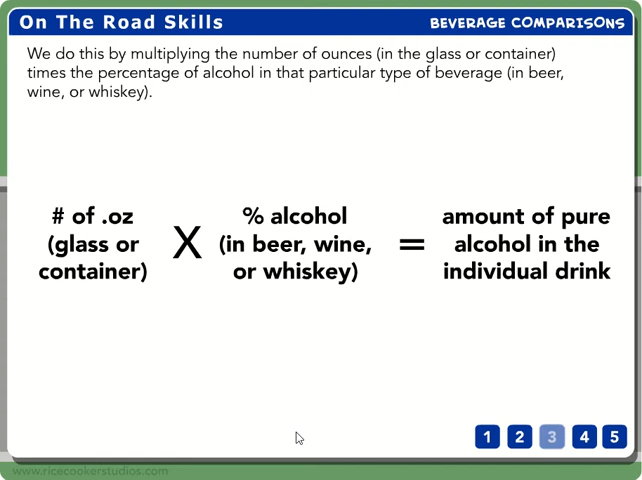 On The Road Skills
BEVERAGE COMPARISONS
We do this by multiplying the number of ounces (in the glass or container)
times the percentage of alcohol in that particular type of beverage (in beer,
wine, or whiskey).
# of .oz
(glass or
container)
X
% alcohol
(in beer, wine,
or whiskey)
=
amount of pure
alcohol in the
individual drink
1 2 3 4 5
www.ricecookerstudios.com